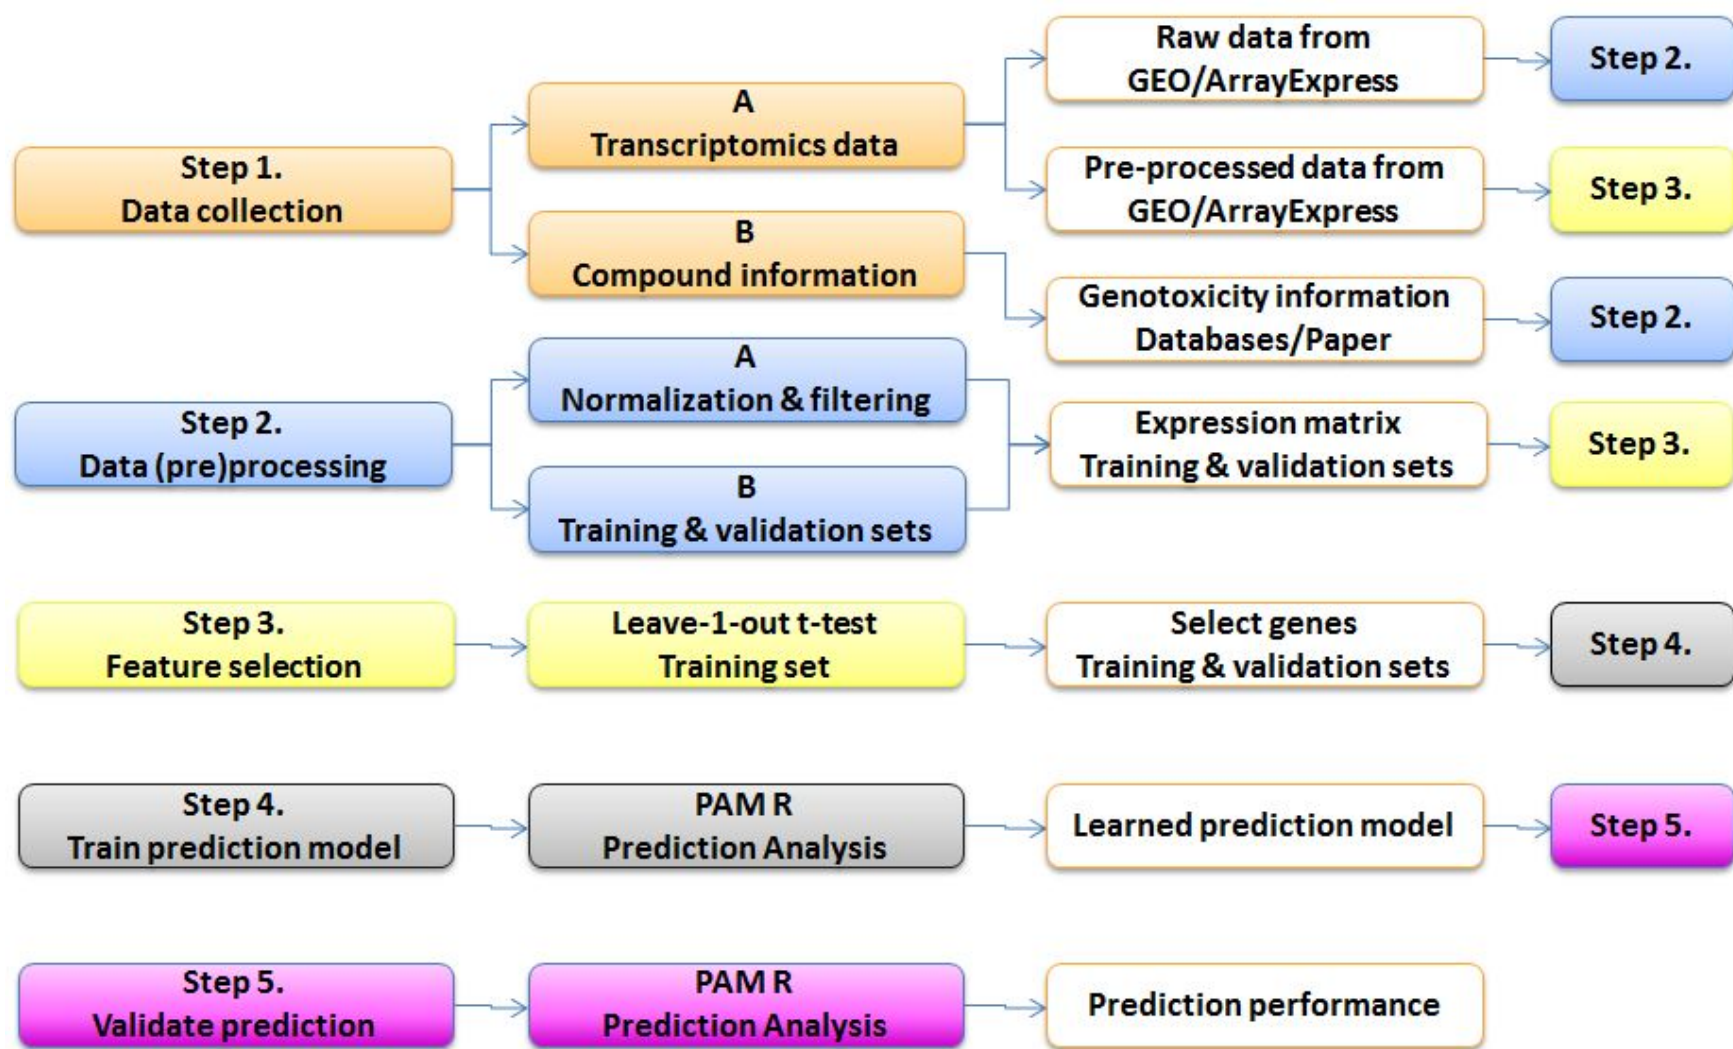 Step 1.
Data collection
A
Transcriptomics data
Raw data from
GEO/ArrayExpress
Step 2.
Pre-processed data from
GEO/ArrayExpress
Step 3.
B
Compound information
Genotoxicity information
Databases/Paper
Step 2.
Step 2.
Data (pre)processing
A
Normalization & filtering
B
Training & validation sets
Expression matrix
Training & validation sets
Step 3.
Step 3.
Feature selection
Leave-1-out t-test
Training set
Select genes
Training & validation sets
Step 4.
Step 4.
Train prediction model
PAM R
Prediction Analysis
Learned prediction model
Step 5.
Step 5.
Validate prediction
PAM R
Prediction Analysis
Prediction performance